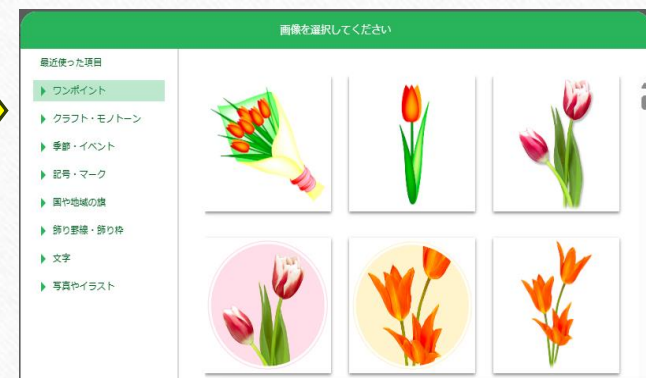 画像を選択してください
最近使った項目
ワンポイント
クラフト・モノトーン
季節・イベント
記号・マーク
国や地域の旗
飾り罫線・飾り枠
文字
写真やイラスト